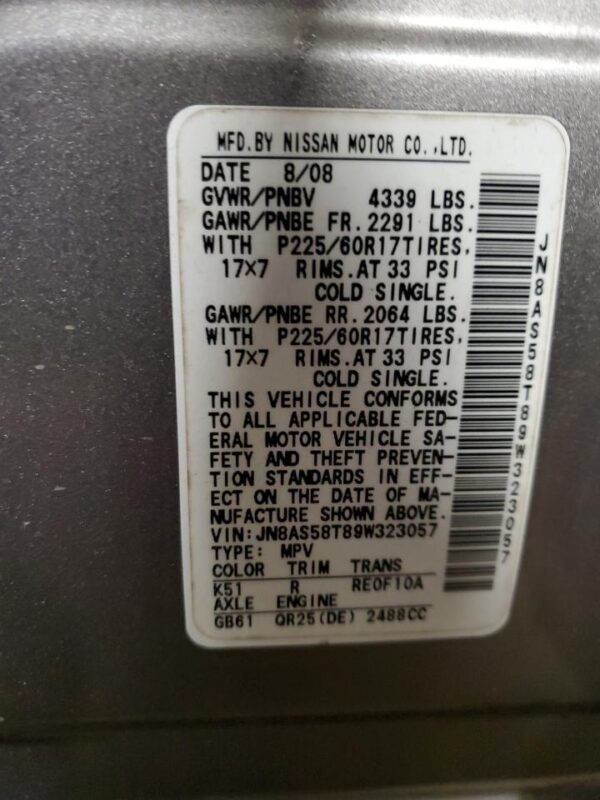 MFD.BY NISSAN MOTOR CO.,LTD.
DATE 8/08
GVWR/PNBV 4339 LBS.
GAWR/PNBE FR.2291 LBS.
WITH P225/60R17TIRES,
17×7 RIMS.AT 33 PSI
COLD SINGLE.
GAWR/PNBE RR.2064 LBS.
WITH P225/60R17TIRES,
17×7 RIMS.AT 33 PSI
COLD SINGLE.
THIS VEHICLE CONFORMS
TO ALL APPLICABLE FED-
ERAL MOTOR VEHICLE SA-
FETY AND THEFT PREVEN-
TION STANDARDS IN EFF-
ECT ON THE DATE OF MA-
NUFACTURE SHOWN ABOVE.
VIN:JN8AS58T89W323057
TYPE: MPV
COLOR TRIM TRANS
K51 R RE0F10A
AXLE ENGINE
GB61 QR25(DE) 2488CC
JN8AS58T89W323057